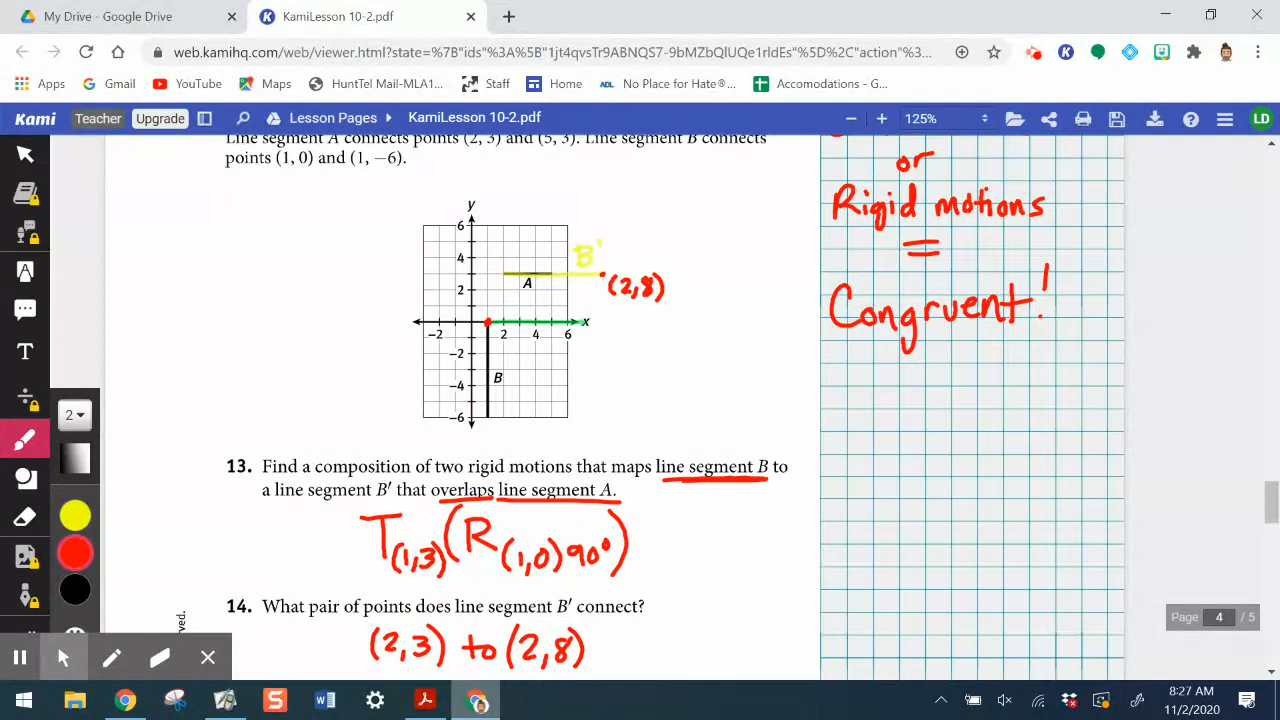 My Drive - Google Drive
KamiLesson 10-2.pdf
web.kamihq.com/web/viewer.html?state=%7B"ids"%3A%5B"1jt4qvsTr9ABNQS7-9bMZbQlUQe1rldEs"%5D%2C"action"%3...
Apps
Gmail
YouTube
Maps
HuntTel Mail-MLA1...
Staff
Home
ADL
No Place for Hate®...
Accomodations - G...
Kami
Teacher
Upgrade
Lesson Pages
KamiLesson 10-2.pdf
125%
LD
Line segment A connects points (2, 3) and (5, 3). Line segment B connects
points (1, 0) and (1, −6).
y
6
4
2
−2
2
4
6
x
−2
−4
−6
A
B
B'
(2,8)
13. Find a composition of two rigid motions that maps line segment B to
a line segment B′ that overlaps line segment A.
T(1,3)(R(1,0)90°)
14. What pair of points does line segment B′ connect?
(2,3) to (2,8)
or
Rigid motions
=
Congruent!
2
T
served.
Page 4 / 5
8:27 AM
11/2/2020